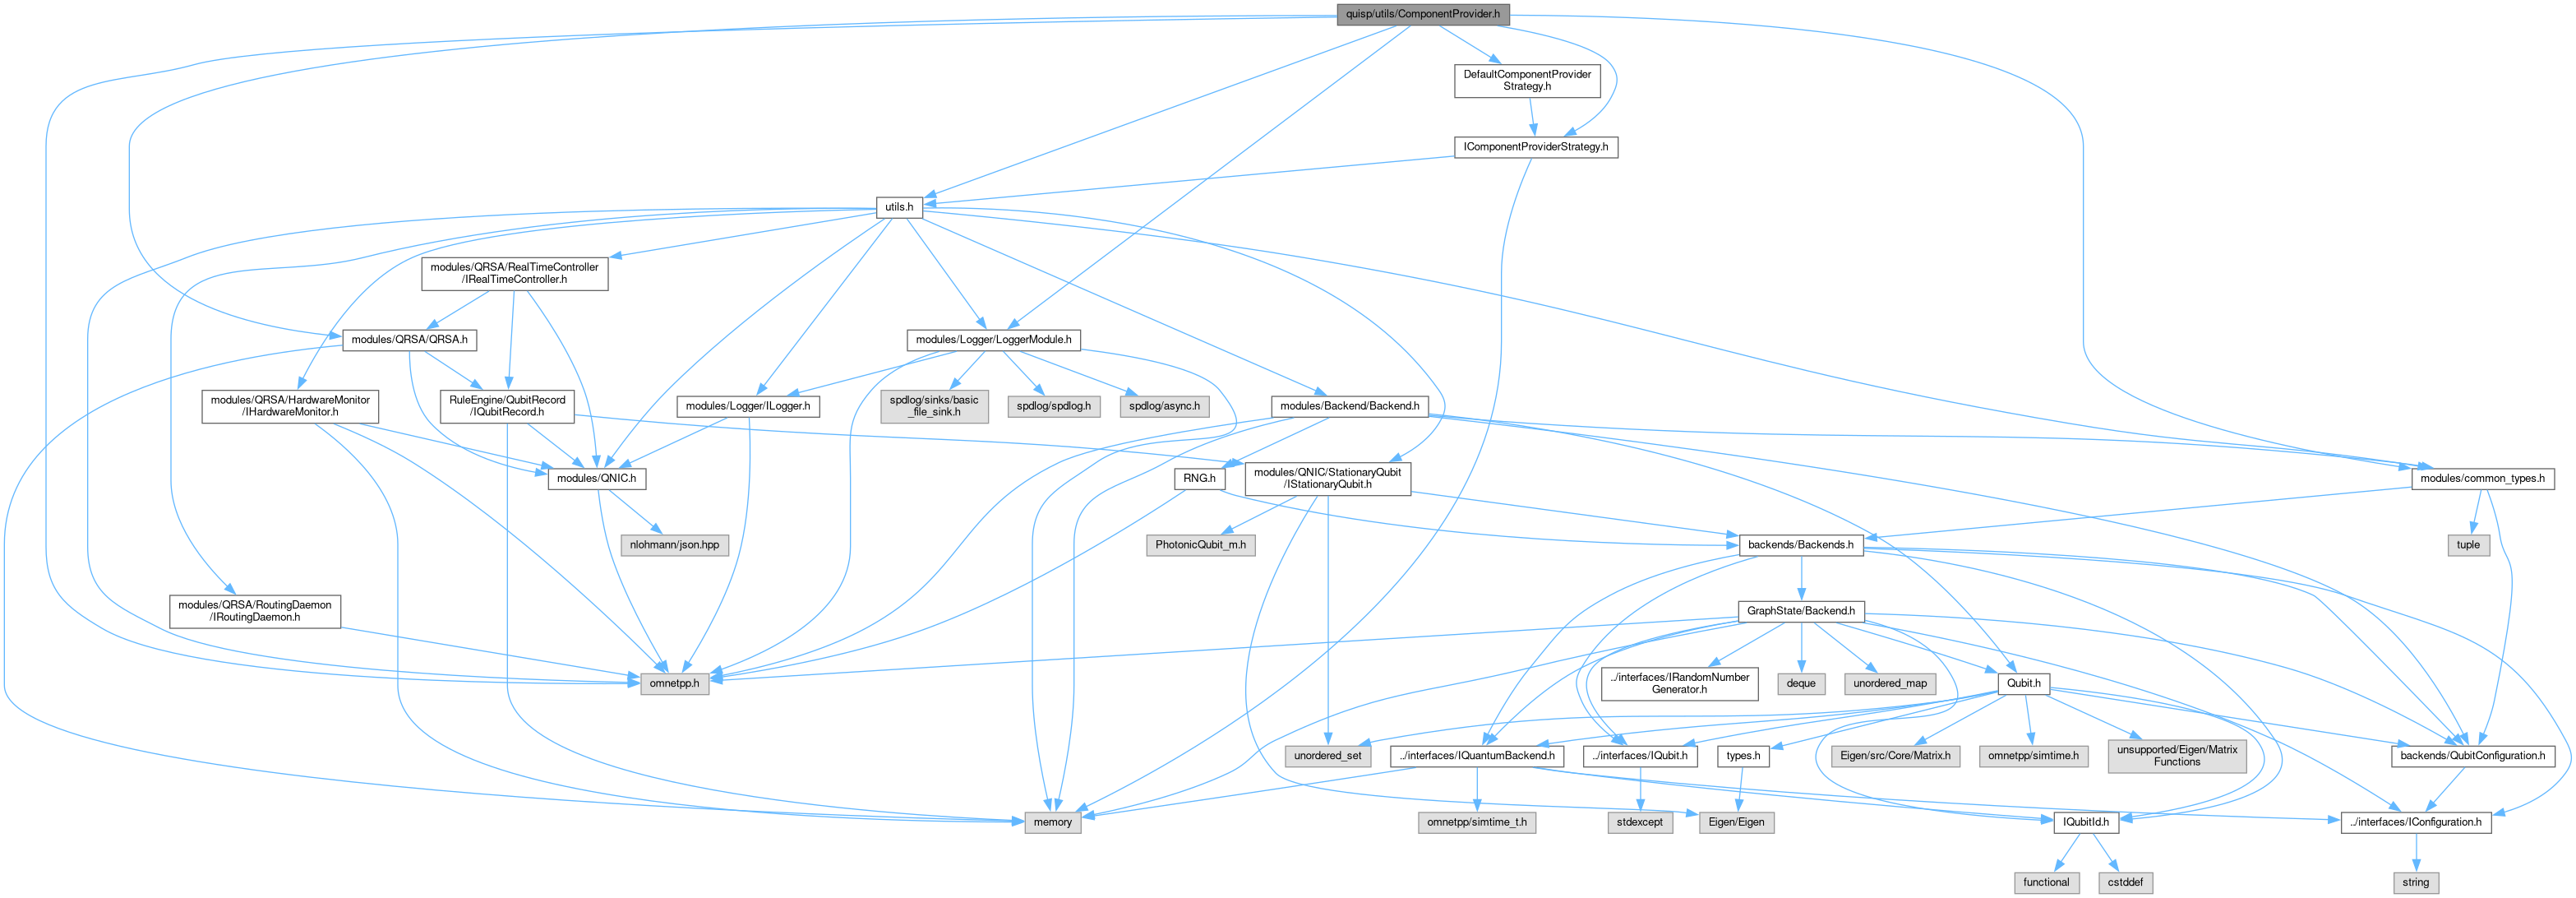 quisp/utils/ComponentProvider.h
DefaultComponentProvider
Strategy.h
IComponentProviderStrategy.h
utils.h
modules/QRSA/RealTimeController
/IRealTimeController.h
modules/QRSA/QRSA.h
modules/Logger/LoggerModule.h
modules/QRSA/HardwareMonitor
/IHardwareMonitor.h
RuleEngine/QubitRecord
/IQubitRecord.h
modules/Logger/ILogger.h
spdlog/sinks/basic
_file_sink.h
spdlog/spdlog.h
spdlog/async.h
modules/Backend/Backend.h
modules/QNIC.h
RNG.h
modules/QNIC/StationaryQubit
/IStationaryQubit.h
modules/common_types.h
nlohmann/json.hpp
PhotonicQubit_m.h
backends/Backends.h
tuple
modules/QRSA/RoutingDaemon
/IRoutingDaemon.h
GraphState/Backend.h
omnetpp.h
../interfaces/IRandomNumber
Generator.h
deque
unordered_map
Qubit.h
unordered_set
../interfaces/IQuantumBackend.h
../interfaces/IQubit.h
types.h
Eigen/src/Core/Matrix.h
omnetpp/simtime.h
unsupported/Eigen/Matrix
Functions
backends/QubitConfiguration.h
memory
omnetpp/simtime_t.h
stdexcept
Eigen/Eigen
IQubitId.h
../interfaces/IConfiguration.h
functional
cstddef
string